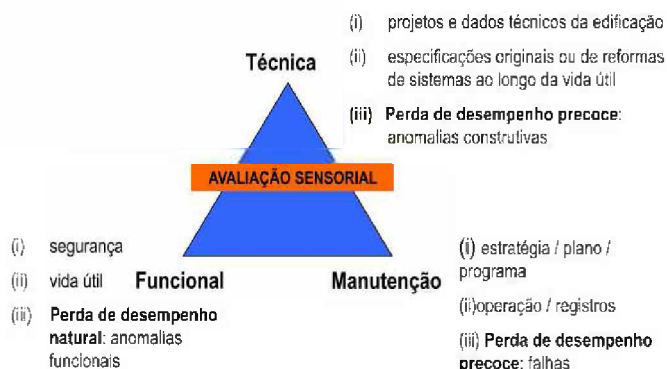 (i) projetos e dados técnicos da edificação
(ii) especificações originais ou de reformas
de sistemas ao longo da vida útil
(iii) Perda de desempenho precoce:
anomalias construtivas
Técnica
AVALIAÇÃO SENSORIAL
(i) segurança
(ii) vida útil
(iii) Perda de desempenho
natural: anomalias
funcionais
Funcional
Manutenção
(i) estratégia / plano /
programa
(ii)operação / registros
(iii) Perda de desempenho
precoce: falhas